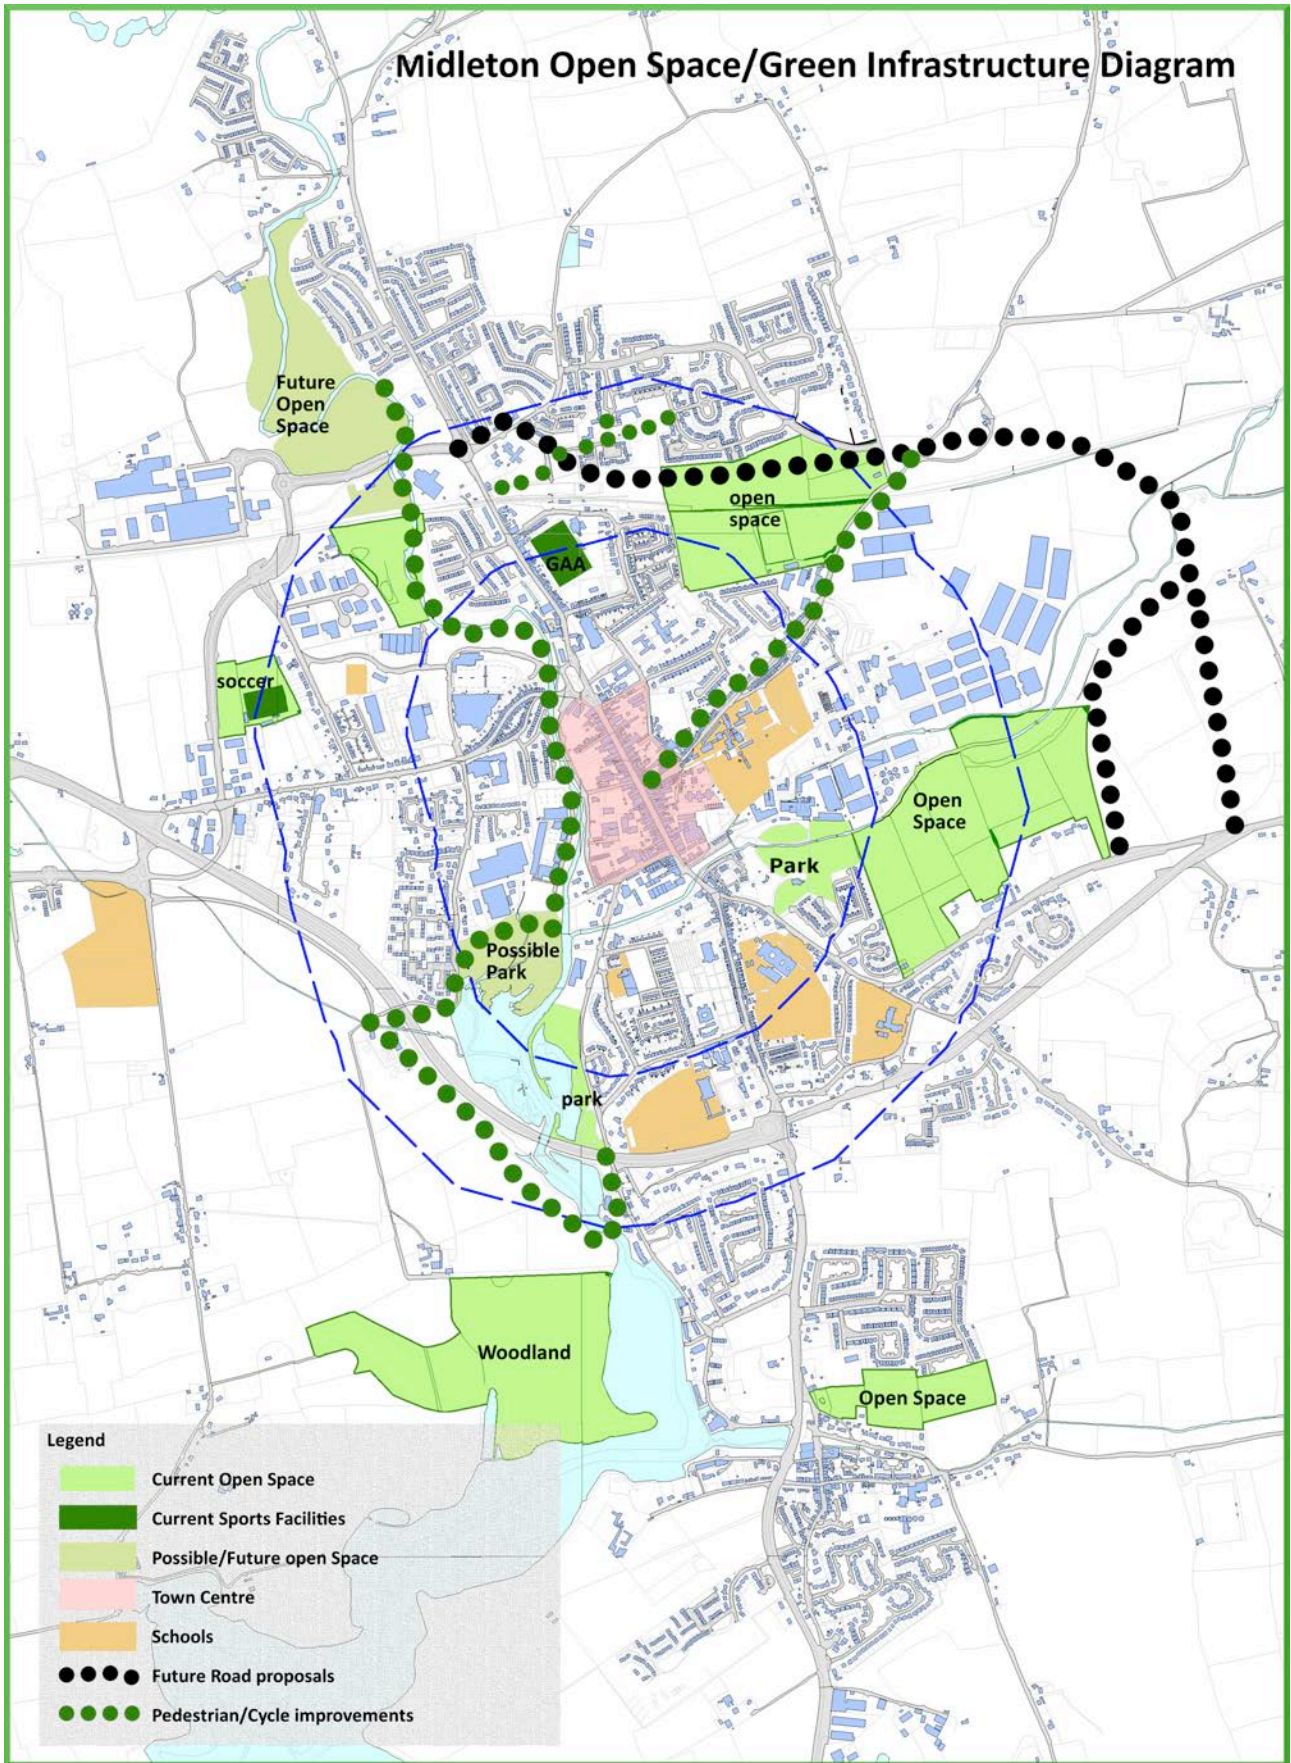 Midleton Open Space/Green Infrastructure Diagram
Future
Open
Space
open
space
GAA
soccer
Open
Space
Park
Possible
Park
park
Woodland
Open Space
Legend
Current Open Space
Current Sports Facilities
Possible/Future open Space
Town Centre
Schools
Future Road proposals
Pedestrian/Cycle improvements